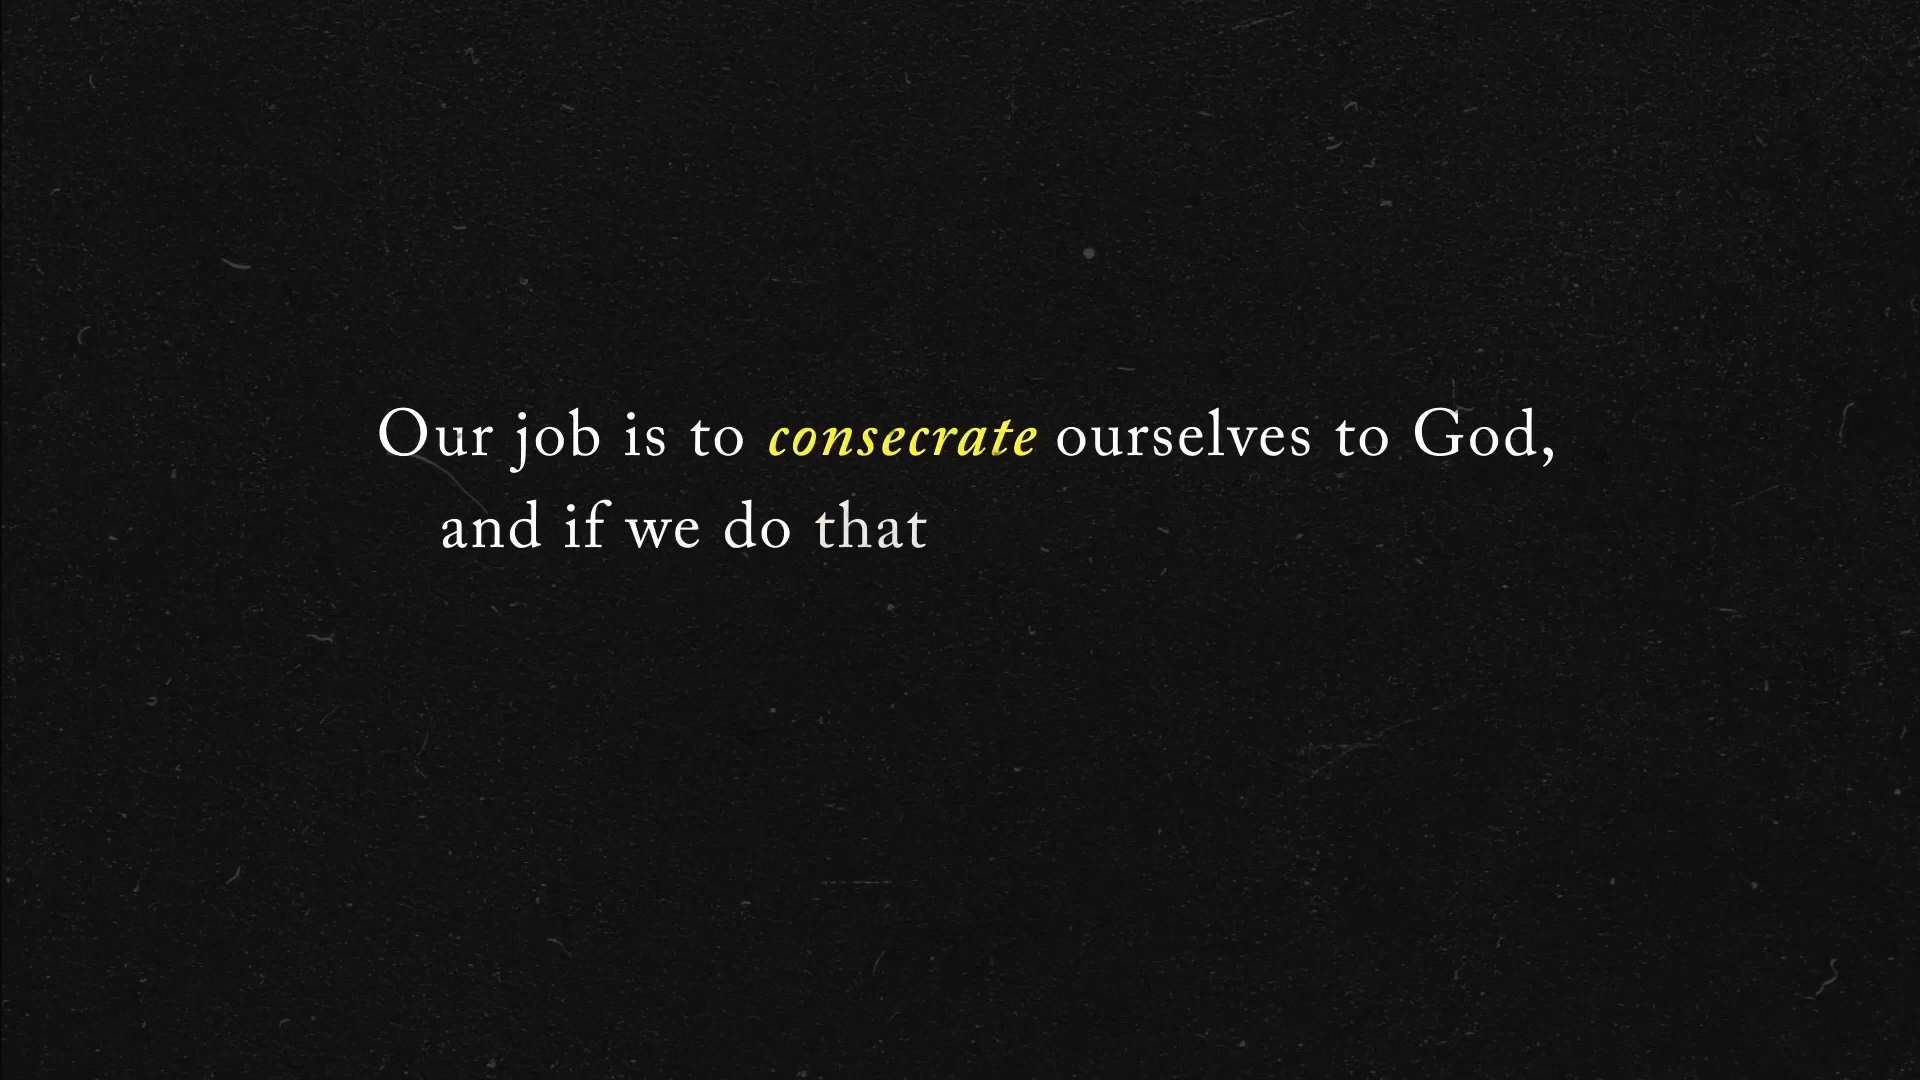 Our job is to consecrate ourselves to God,
and if we do that